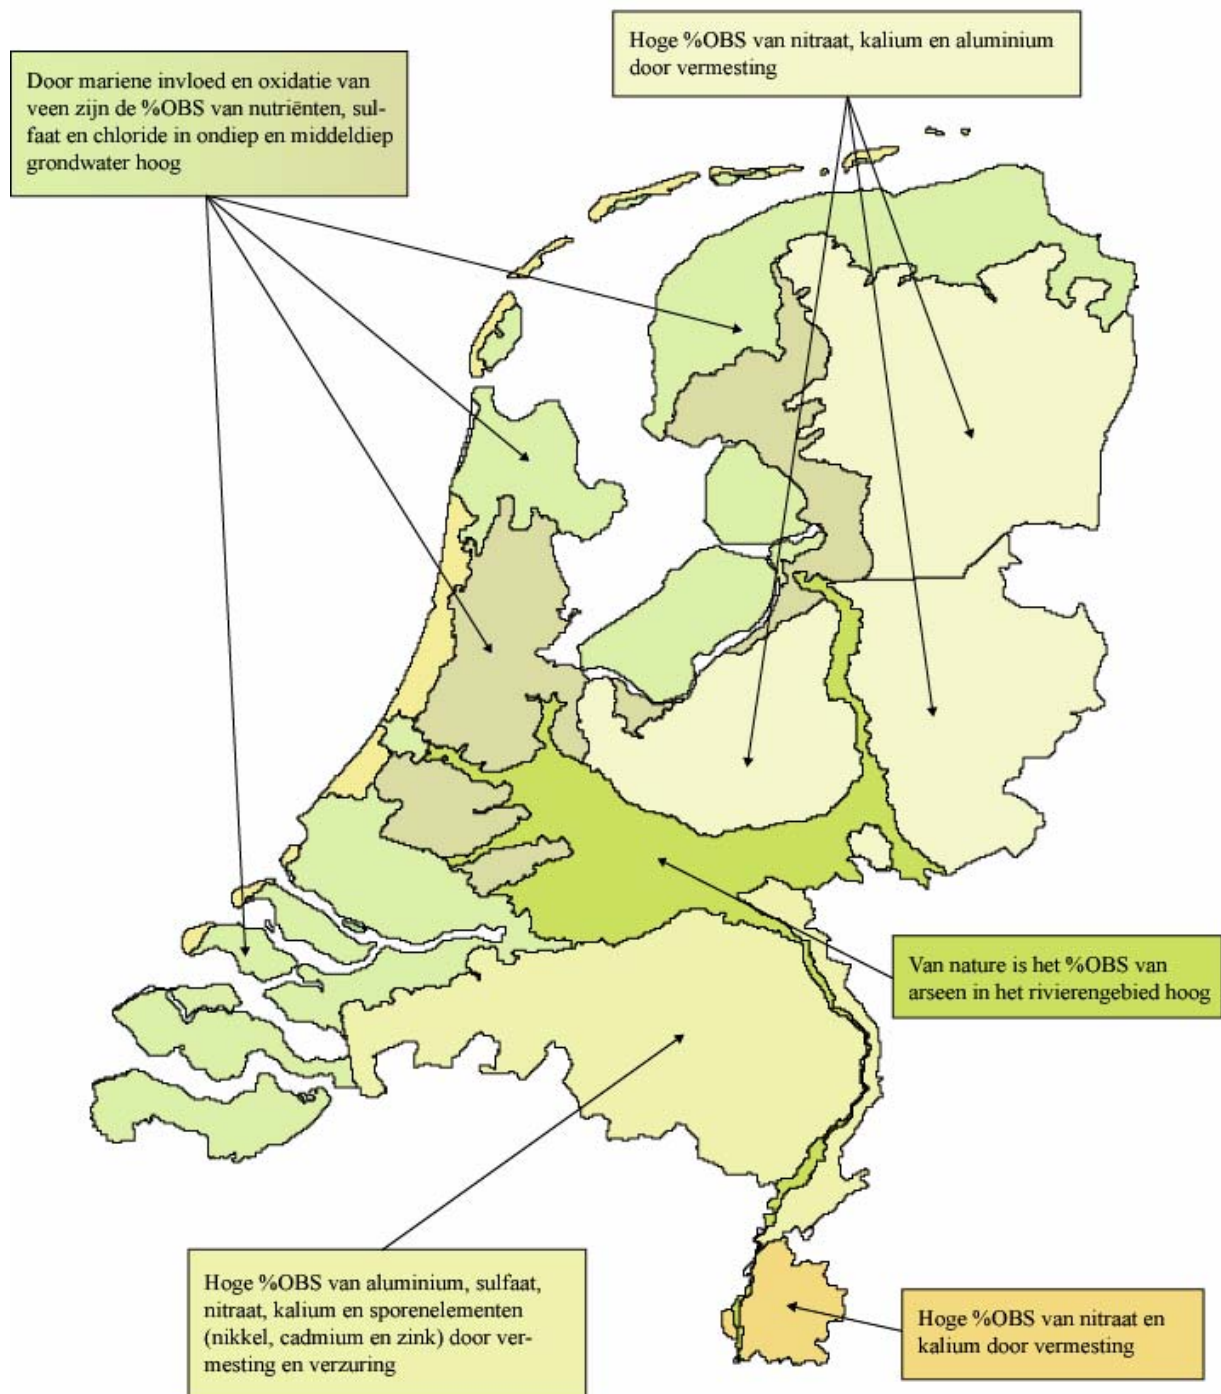 Hoge %OBS van nitraat, kalium en aluminium
door vermesting
Door mariene invloed en oxidatie van
veen zijn de %OBS van nutriënten, sul-
faat en chloride in ondiep en middeldiep
grondwater hoog
Van nature is het %OBS van
arseen in het rivierengebied hoog
Hoge %OBS van aluminium, sulfaat,
nitraat, kalium en sporenelementen
(nikkel, cadmium en zink) door ver-
mesting en verzuring
Hoge %OBS van nitraat en
kalium door vermesting